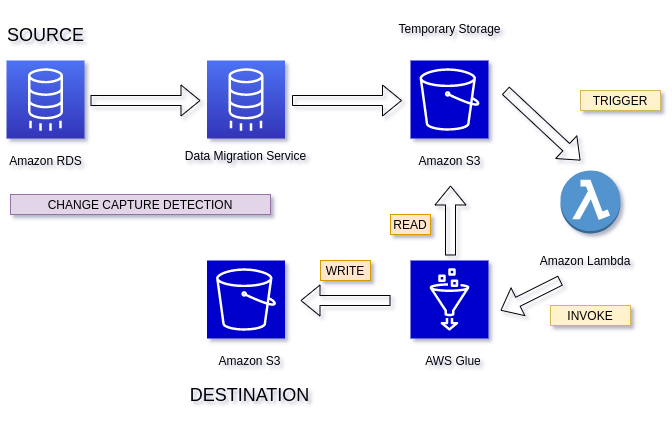 SOURCE
Temporary Storage
Amazon RDS
Data Migration Service
Amazon S3
TRIGGER
CHANGE CAPTURE DETECTION
READ
Amazon Lambda
WRITE
INVOKE
Amazon S3
AWS Glue
DESTINATION